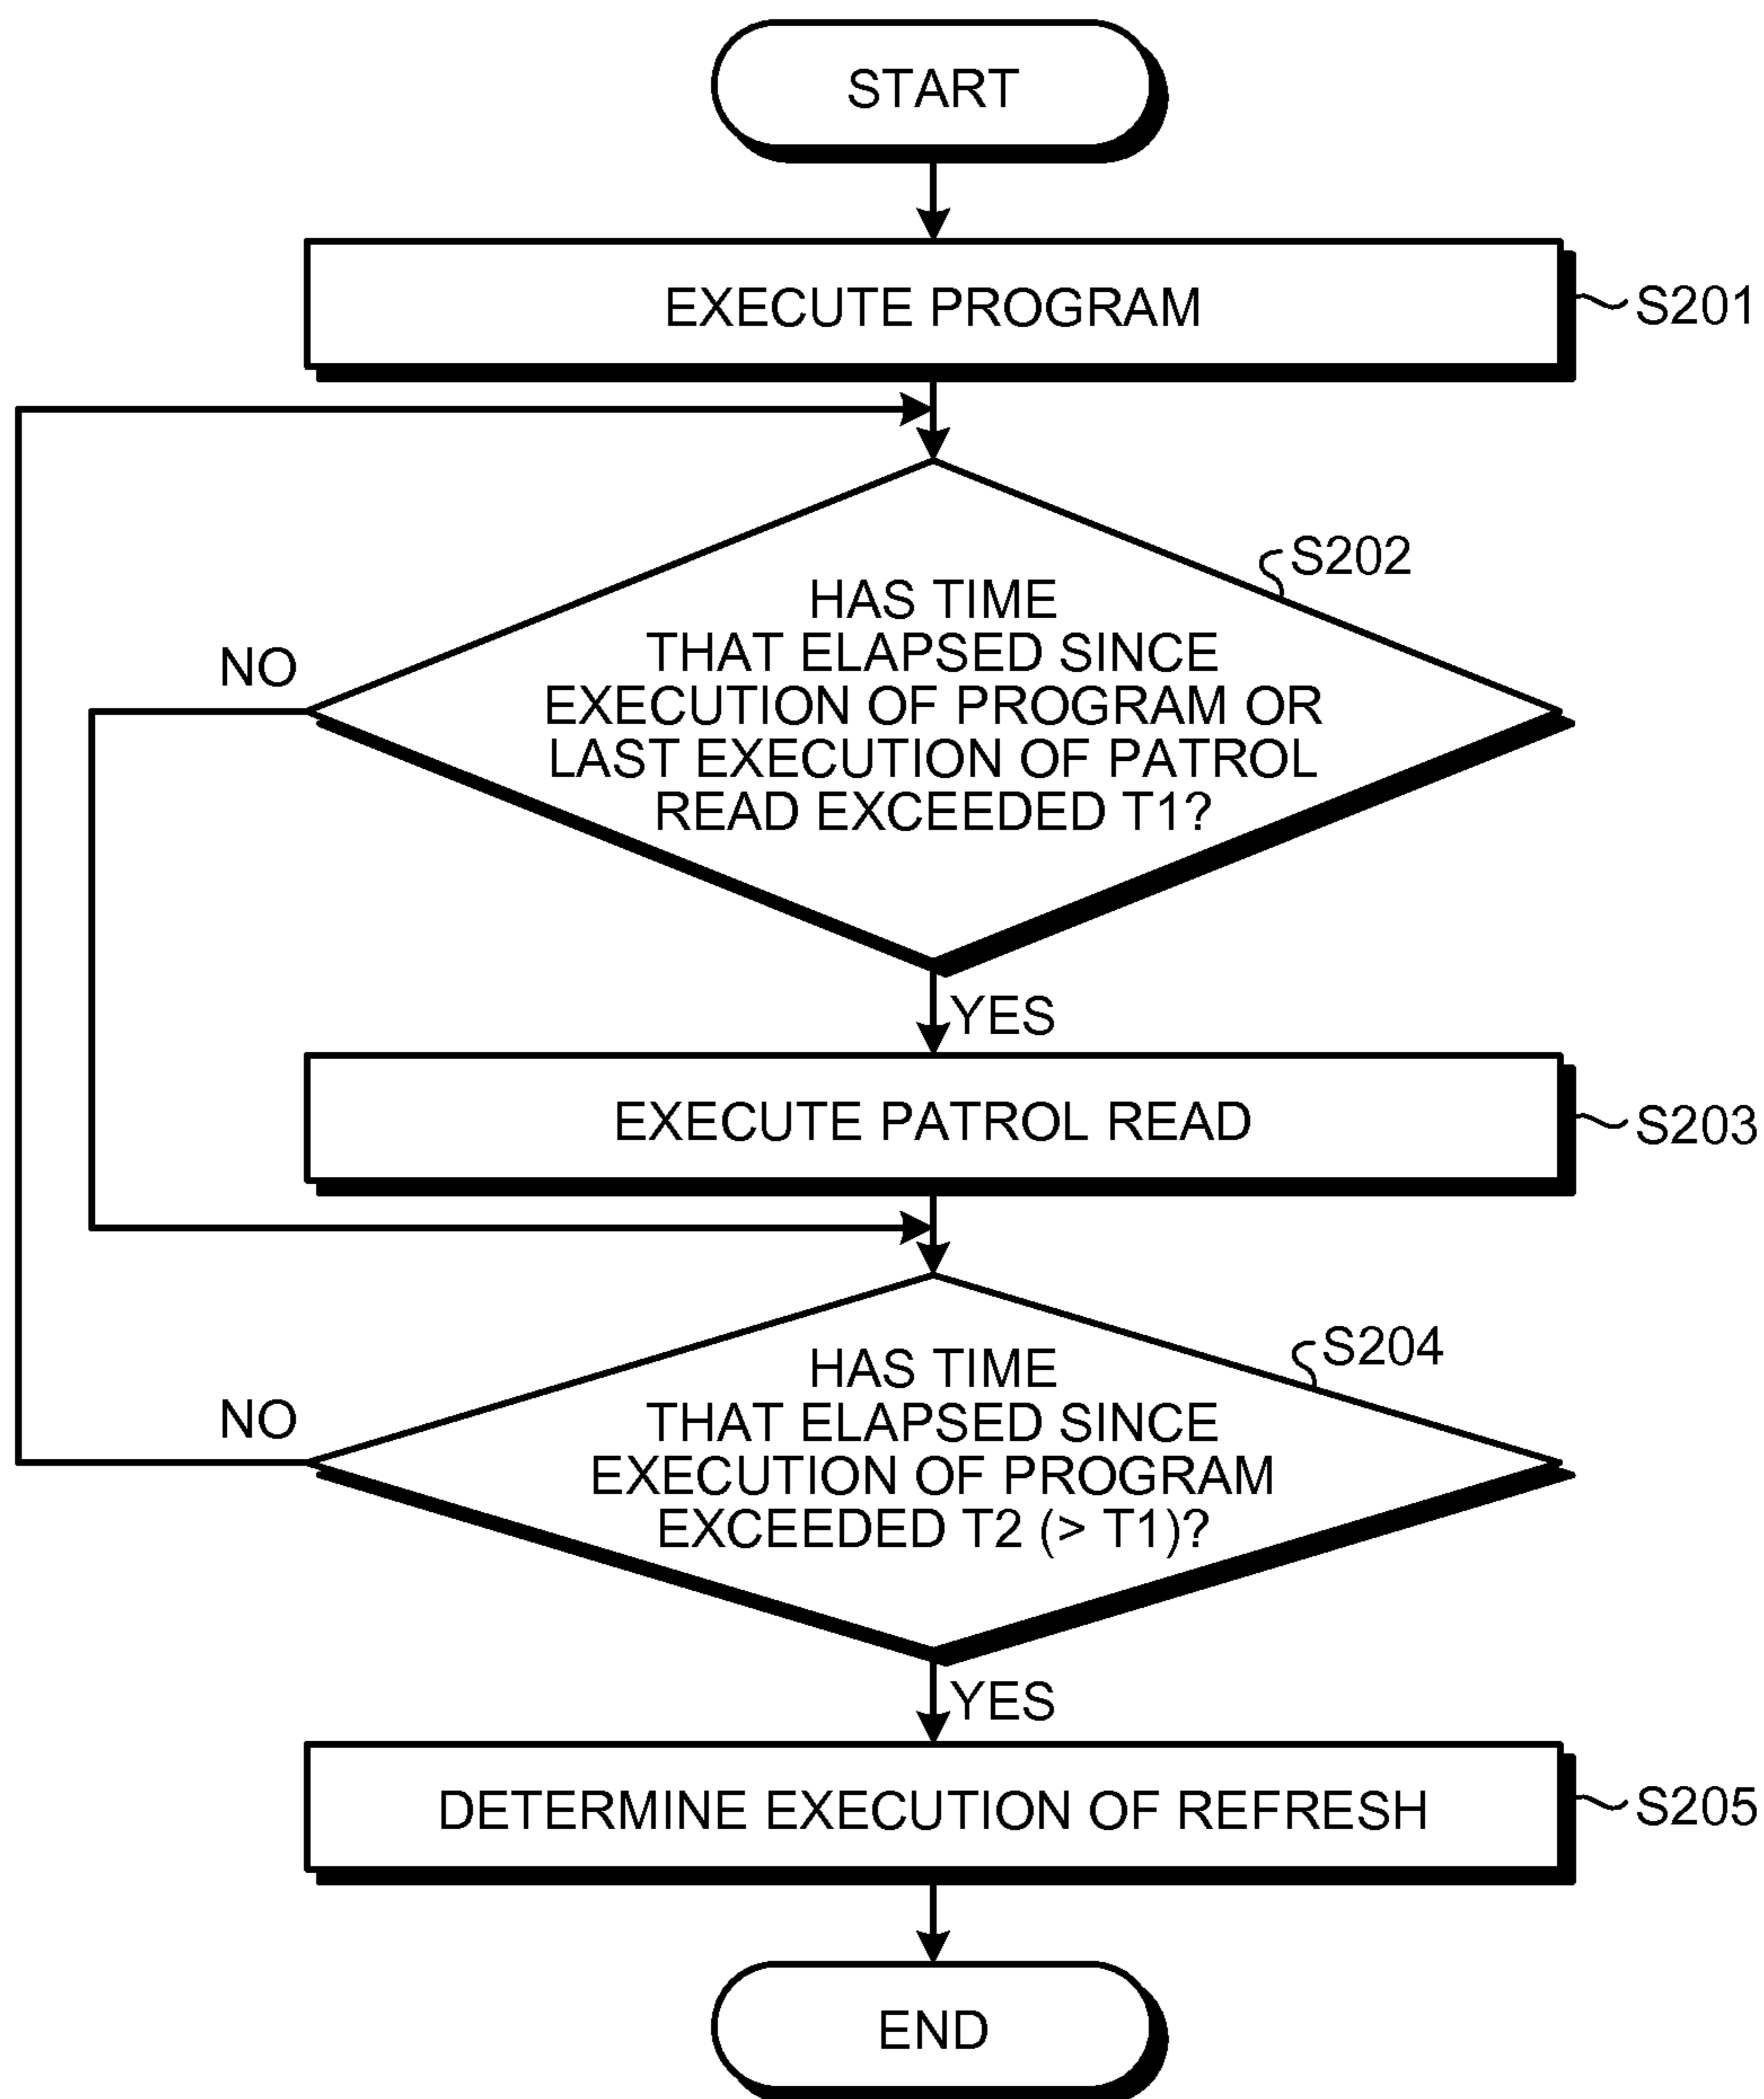 START
EXECUTE PROGRAM
S201
S202
HAS TIME
THAT ELAPSED SINCE
EXECUTION OF PROGRAM OR
LAST EXECUTION OF PATROL
READ EXCEEDED T1?
NO
YES
EXECUTE PATROL READ
S203
S204
HAS TIME
THAT ELAPSED SINCE
EXECUTION OF PROGRAM
EXCEEDED T2 (> T1)?
NO
YES
DETERMINE EXECUTION OF REFRESH
S205
END